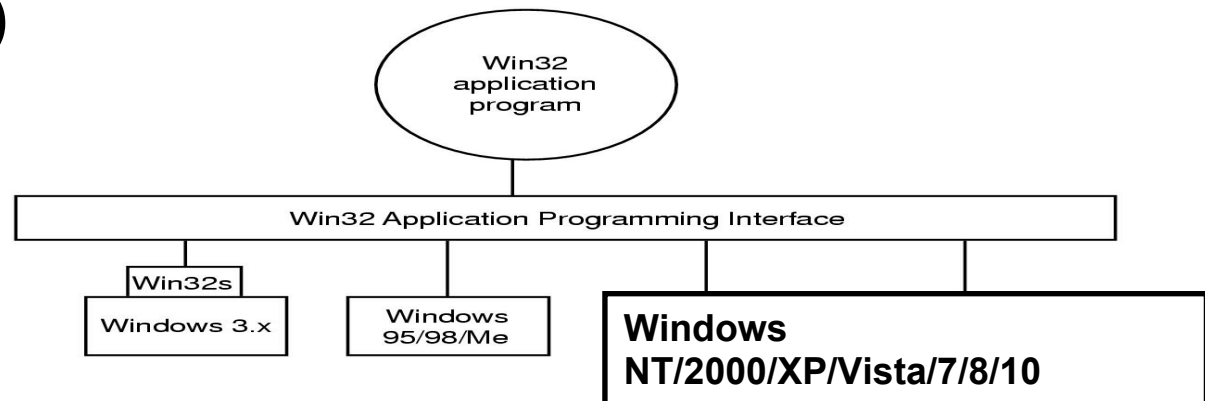 Win32
application
program
Win32 Application Programming Interface
Win32s
Windows 3.x
Windows
95/98/Me
Windows
NT/2000/XP/Vista/7/8/10